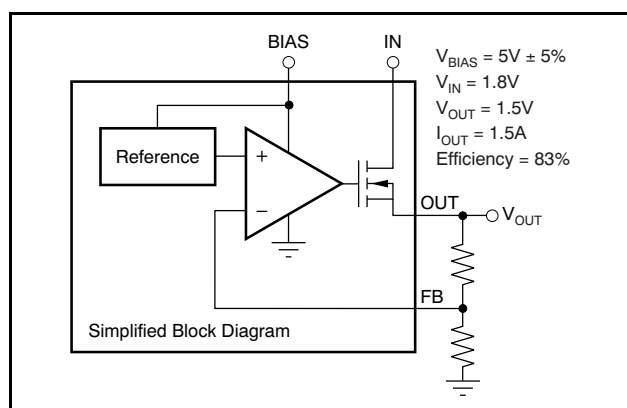 BIAS
IN
V_BIAS = 5V ± 5%
V_IN = 1.8V
V_OUT = 1.5V
I_OUT = 1.5A
Efficiency = 83%
Reference
+
−
OUT
V_OUT
FB
Simplified Block Diagram